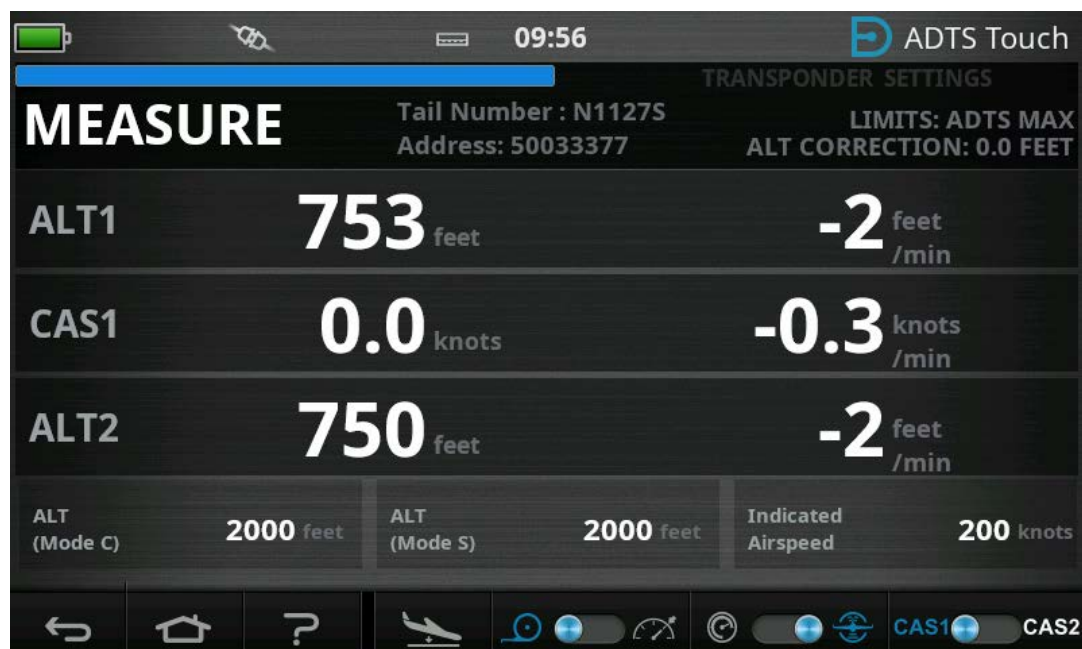 09:56
ADTS Touch
TRANSPONDER SETTINGS
MEASURE
Tail Number : N1127S
Address: 50033377
LIMITS: ADTS MAX
ALT CORRECTION: 0.0 FEET
ALT1
753 feet
-2 feet
/min
CAS1
0.0 knots
-0.3 knots
/min
ALT2
750 feet
-2 feet
/min
ALT
(Mode C)
2000 feet
ALT
(Mode S)
2000 feet
Indicated
Airspeed
200 knots
?
CAS1
CAS2